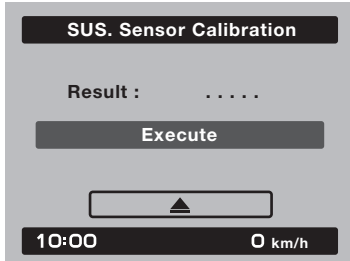 SUS. Sensor Calibration
Result : .....
Execute
10:00 0 km/h